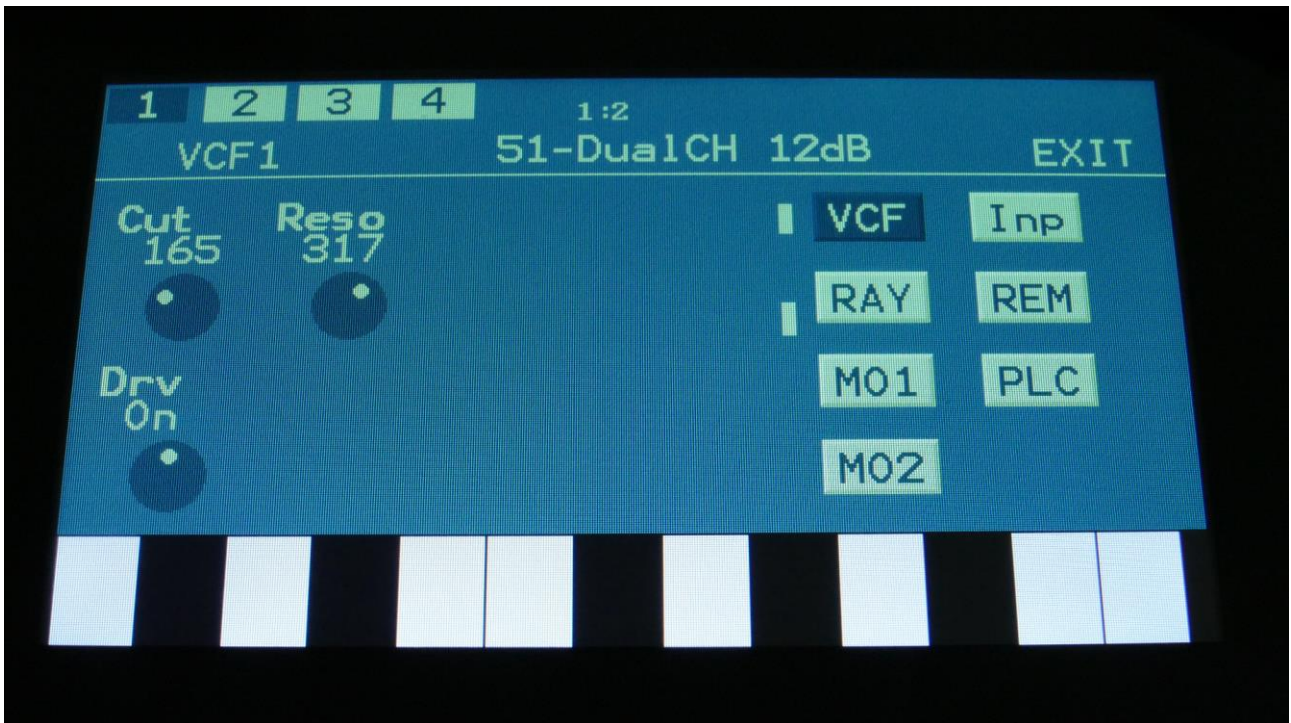 1 2 3 4 1:2
VCF1 51-DualCH 12dB EXIT
Cut Reso VCF Inp
165 317
RAY REM
Drv MO1 PLC
On
MO2